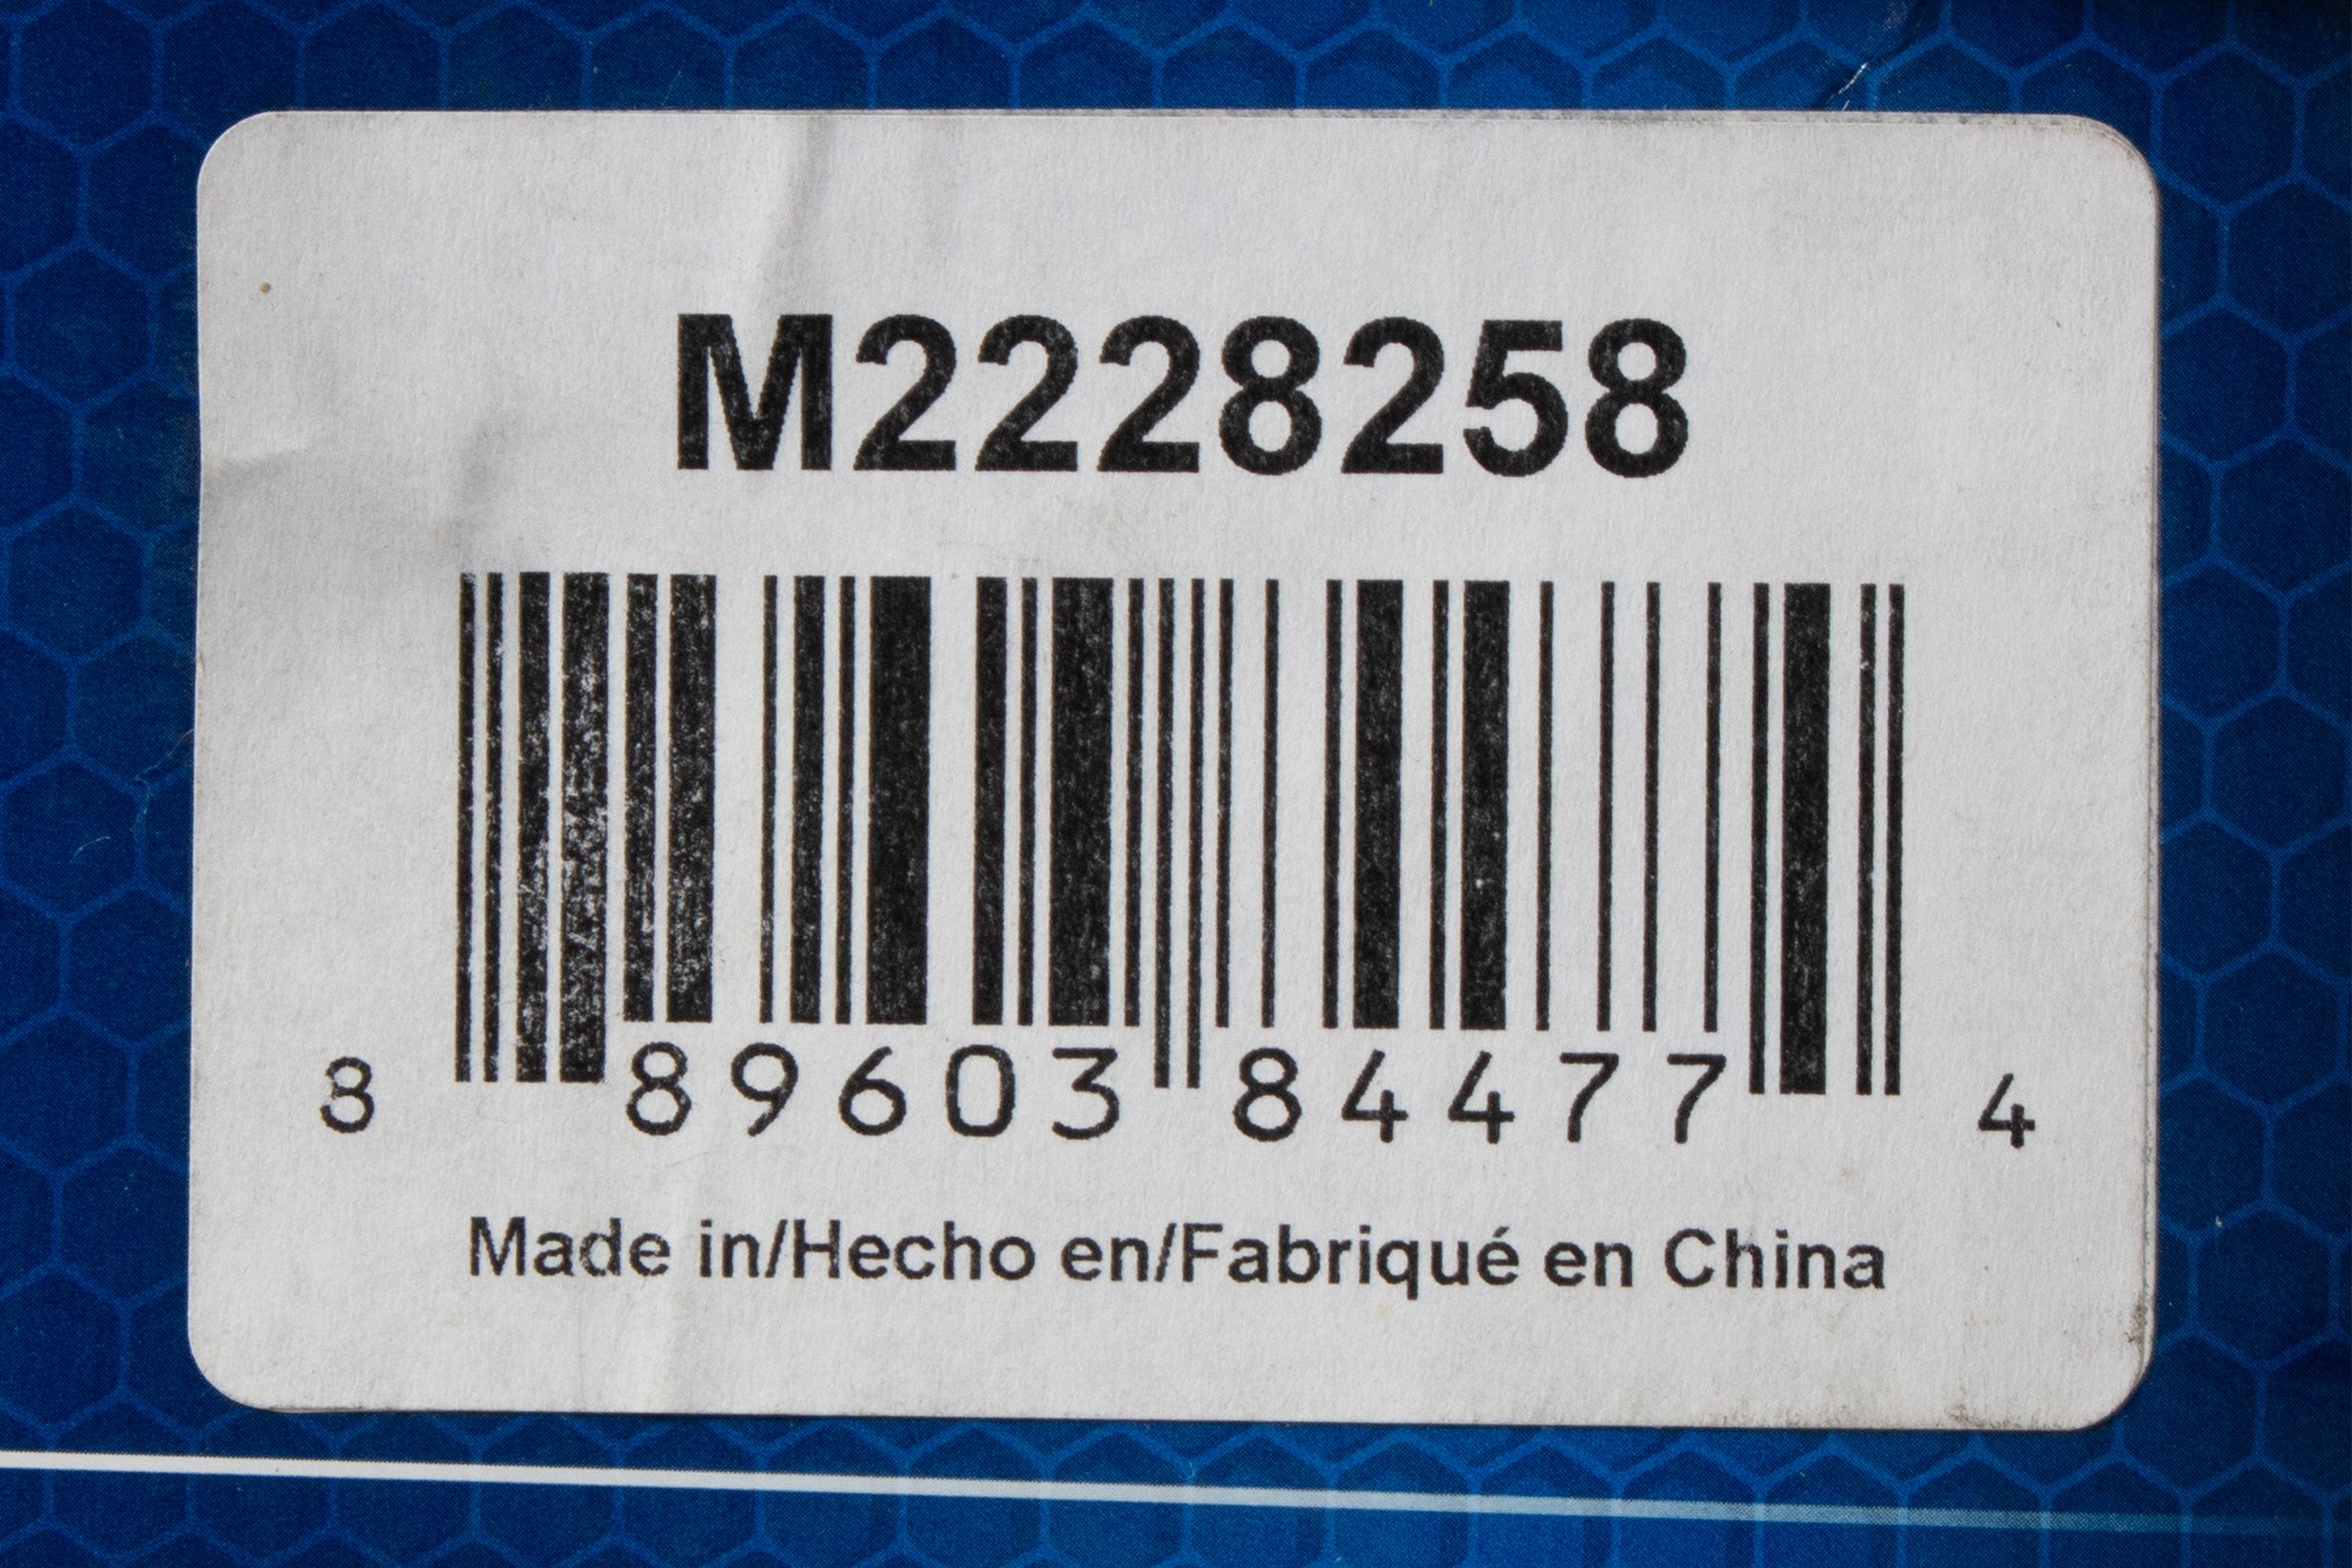 M2228258
8 89603 84477 4
Made in/Hecho en/Fabriqué en China